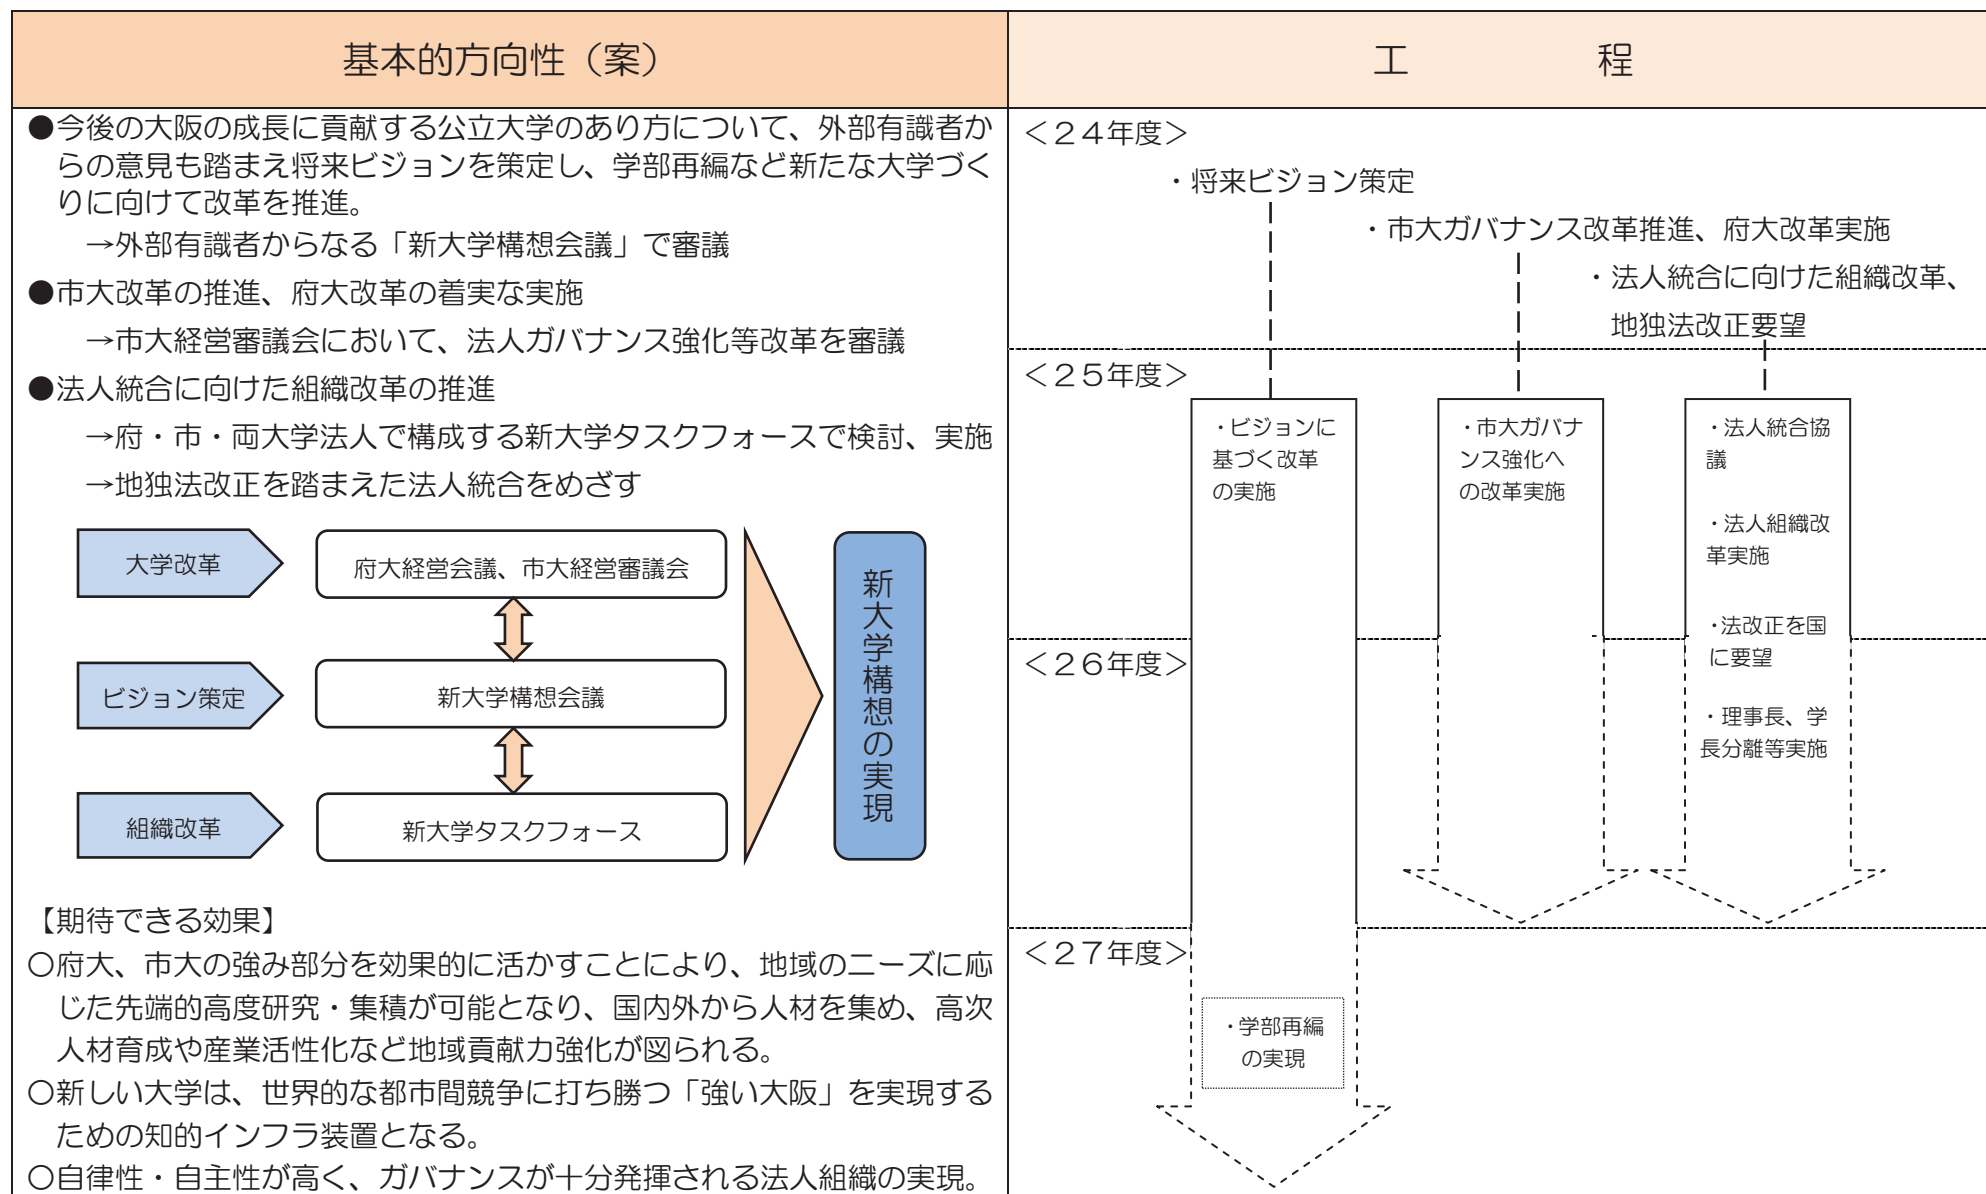 基本的方向性（案）
●今後の大阪の成長に貢献する公立大学のあり方について、外部有識者か
らの意見も踏まえ将来ビジョンを策定し、学部再編など新たな大学づく
りに向けて改革を推進。
→外部有識者からなる「新大学構想会議」で審議
●市大改革の推進、府大改革の着実な実施
→市大経営審議会において、法人ガバナンス強化等改革を審議
●法人統合に向けた組織改革の推進
→府・市・両大学法人で構成する新大学タスクフォースで検討、実施
→地独法改正を踏まえた法人統合をめざす
大学改革
府大経営会議、市大経営審議会
ビジョン策定
新大学構想会議
組織改革
新大学タスクフォース
新大学構想の実現
【期待できる効果】
○府大、市大の強み部分を効果的に活かすことにより、地域のニーズに応
じた先端的高度研究・集積が可能となり、国内外から人材を集め、高次
人材育成や産業活性化など地域貢献力強化が図られる。
○新しい大学は、世界的な都市間競争に打ち勝つ「強い大阪」を実現する
ための知的インフラ装置となる。
○自律性・自主性が高く、ガバナンスが十分発揮される法人組織の実現。
工　程
＜２４年度＞
・将来ビジョン策定
・市大ガバナンス改革推進、府大改革実施
・法人統合に向けた組織改革、
地独法改正要望
＜２５年度＞
・ビジョンに
基づく改革
の実施
・市大ガバナ
ンス強化へ
の改革実施
・法人統合協
議
・法人組織改
革実施
・法改正を国
に要望
＜２６年度＞
・理事長、学
長分離等実施
＜２７年度＞
・学部再編
の実現